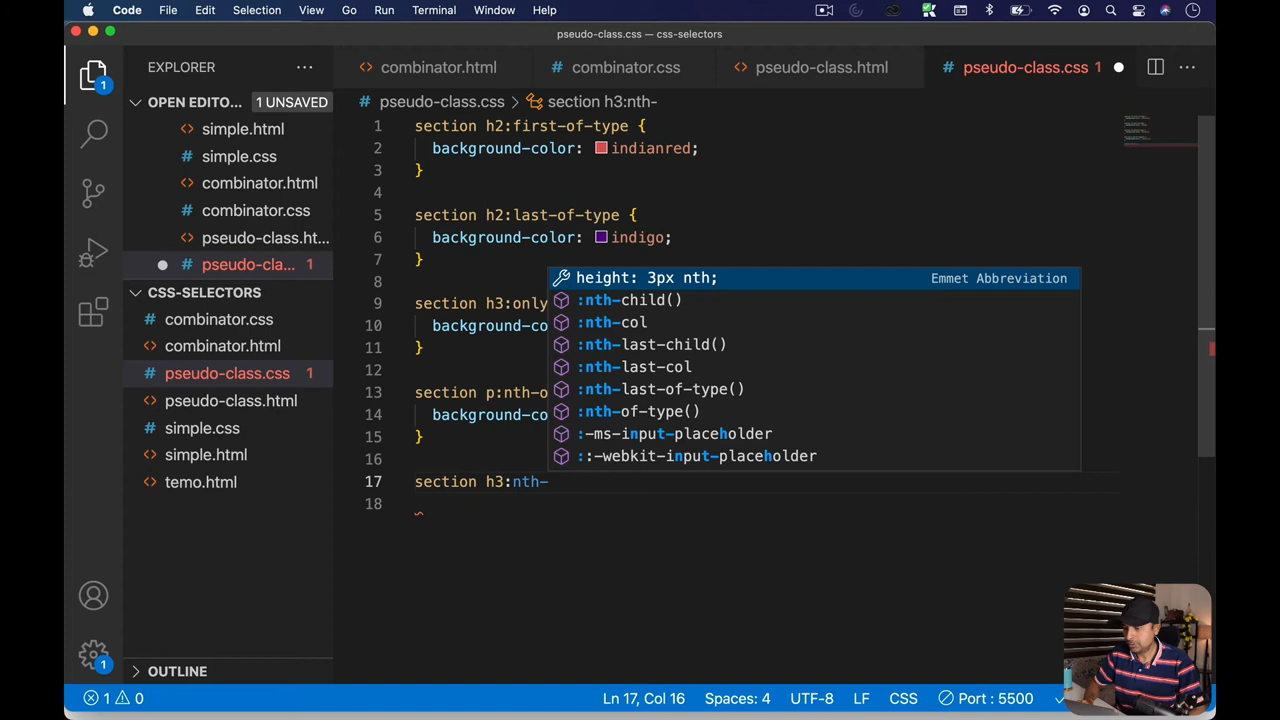 Code File Edit Selection View Go Run Terminal Window Help
pseudo-class.css — css-selectors
EXPLORER
combinator.html
combinator.css
pseudo-class.html
pseudo-class.css 1
OPEN EDITO... 1 UNSAVED
simple.html
simple.css
combinator.html
combinator.css
pseudo-class.ht...
pseudo-cla... 1
CSS-SELECTORS
combinator.css
combinator.html
pseudo-class.css 1
pseudo-class.html
simple.css
simple.html
temo.html
OUTLINE
1
1
pseudo-class.css > section h3:nth-
1 section h2:first-of-type {
2 background-color: indianred;
3 }
4
5 section h2:last-of-type {
6 background-color: indigo;
7 }
8
9 section h3:only
10 background-co
11 }
12
13 section p:nth-o
14 background-co
15 }
16
17 section h3:nth-
18
height: 3px nth; Emmet Abbreviation
:nth-child()
:nth-col
:nth-last-child()
:nth-last-col
:nth-last-of-type()
:nth-of-type()
:-ms-input-placeholder
::-webkit-input-placeholder
1 0 Ln 17, Col 16 Spaces: 4 UTF-8 LF CSS Port : 5500